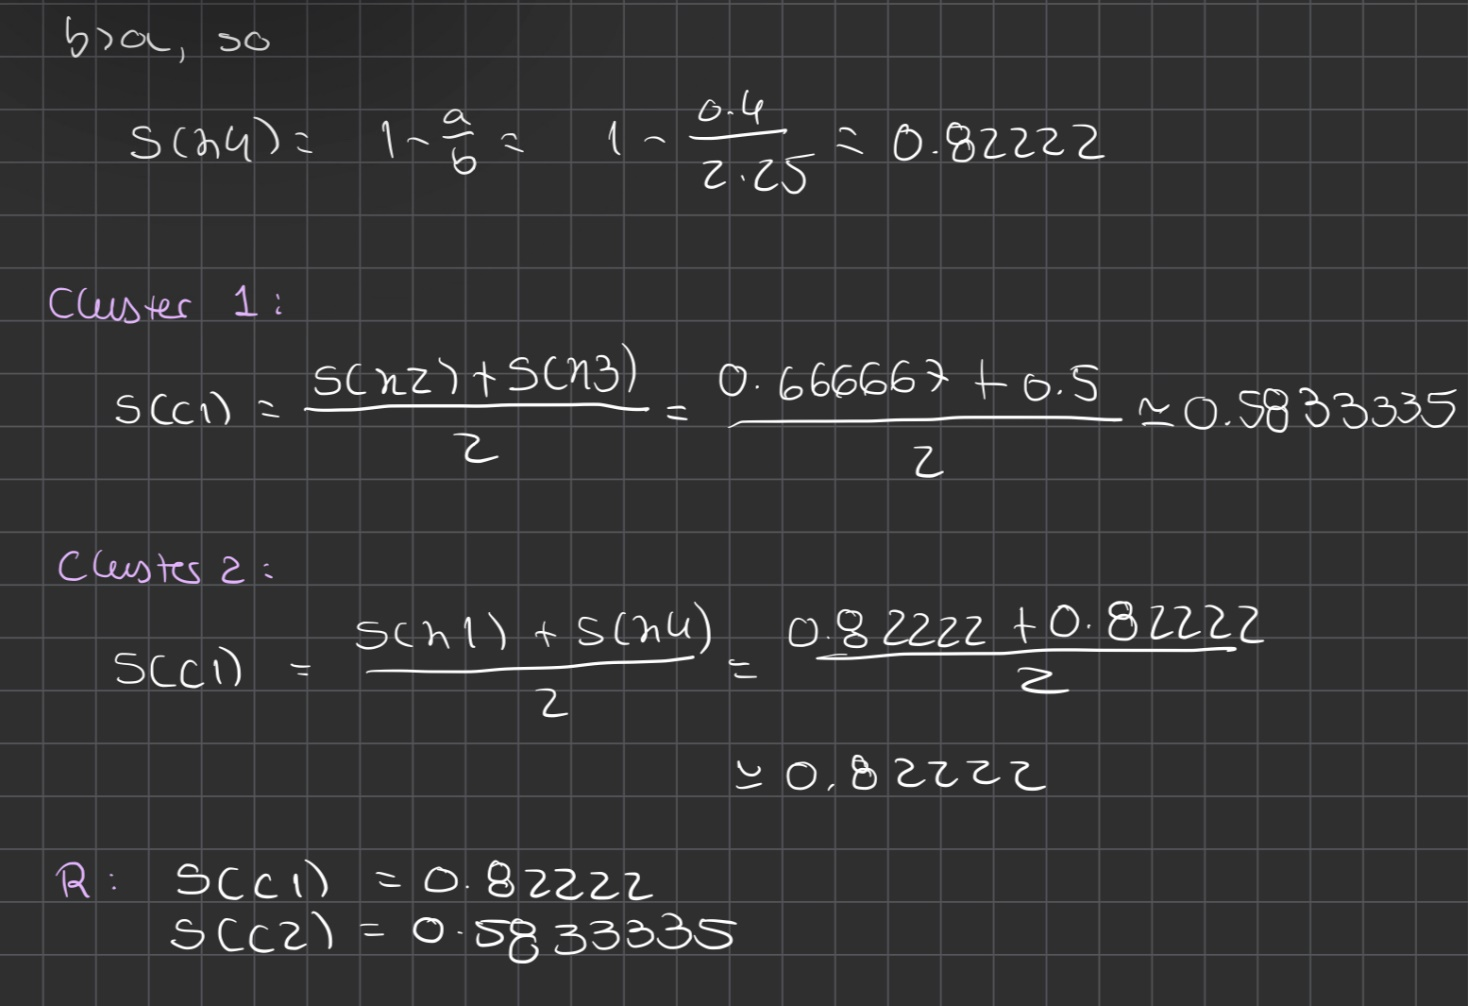 b>a, so
S(x4) = 1 - a/b = 1 - 0.4/2.25 = 0.82222
Cluster 1:
S(c1) = (S(x2) + S(x3))/2 = (0.666667 + 0.5)/2 ≃ 0.5833335
Cluster 2:
S(c1) = (S(x1) + S(x4))/2 = (0.82222 + 0.82222)/2
≃ 0.82222
R: S(c1) = 0.82222
S(c2) = 0.5833335